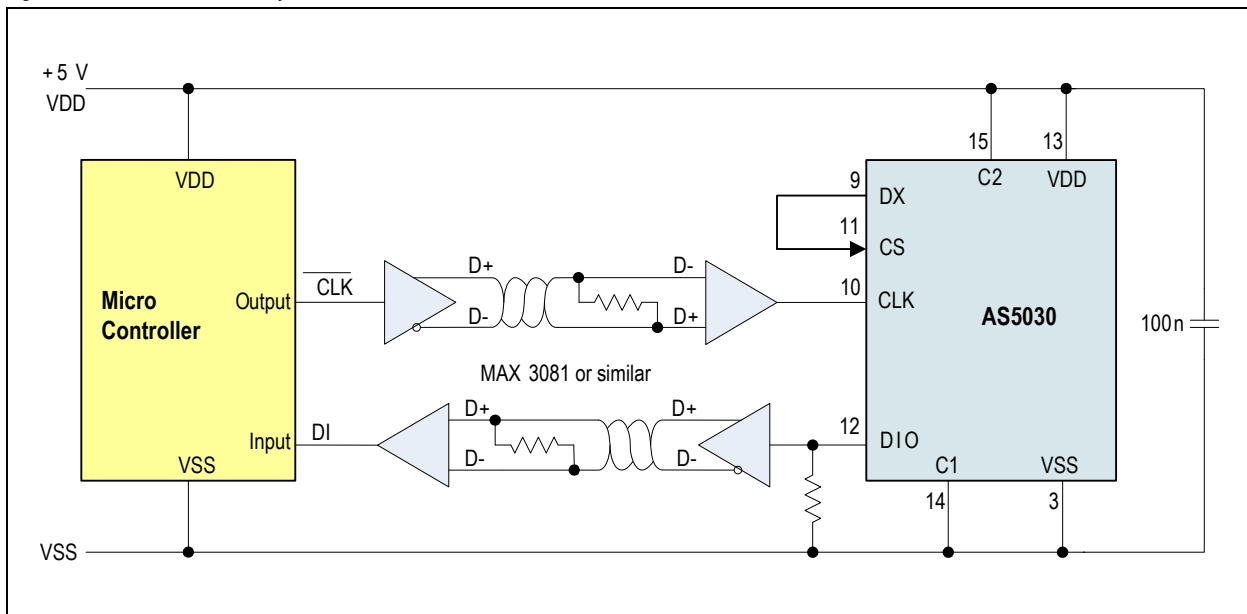 +5 V
VDD
15
13
VDD
C2
VDD
9
DX
11
CS
Micro
Controller
Output
CLK
D+
D-
D-
D+
10
CLK
AS5030
100n
MAX 3081 or similar
Input
DI
D+
D-
D+
D-
12
DIO
VSS
C1
VSS
14
3
VSS